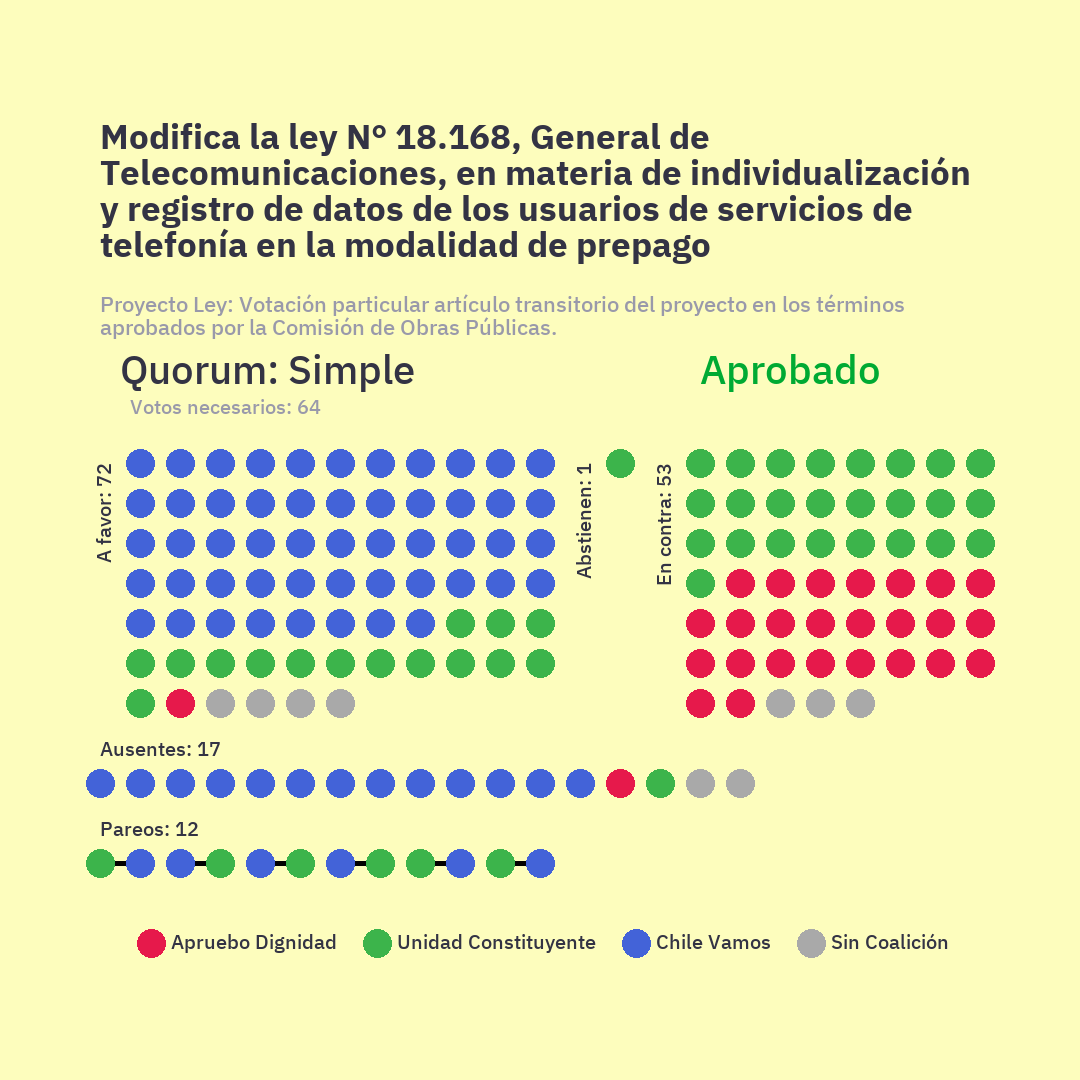 Modifica la ley N° 18.168, General de
Telecomunicaciones, en materia de individualización
y registro de datos de los usuarios de servicios de
telefonía en la modalidad de prepago
Proyecto Ley: Votación particular artículo transitorio del proyecto en los términos
aprobados por la Comisión de Obras Públicas.
Quorum: Simple
Aprobado
Votos necesarios: 64
A favor: 72
Abstienen: 1
En contra: 53
Ausentes: 17
Pareos: 12
Apruebo Dignidad
Unidad Constituyente
Chile Vamos
Sin Coalición